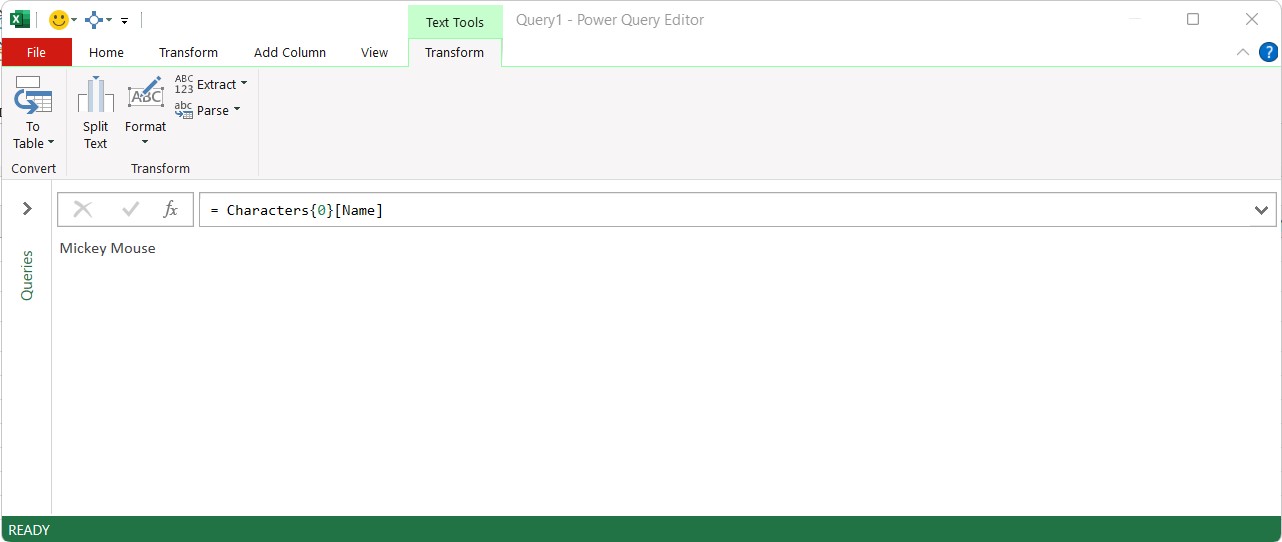 Text Tools
Query1 - Power Query Editor
File
Home
Transform
Add Column
View
Transform
?
To
Table
Split
Text
ABC
Format
ABC
123
Extract
abc
Parse
Convert
Transform
fx
= Characters{0}[Name]
Queries
Mickey Mouse
READY